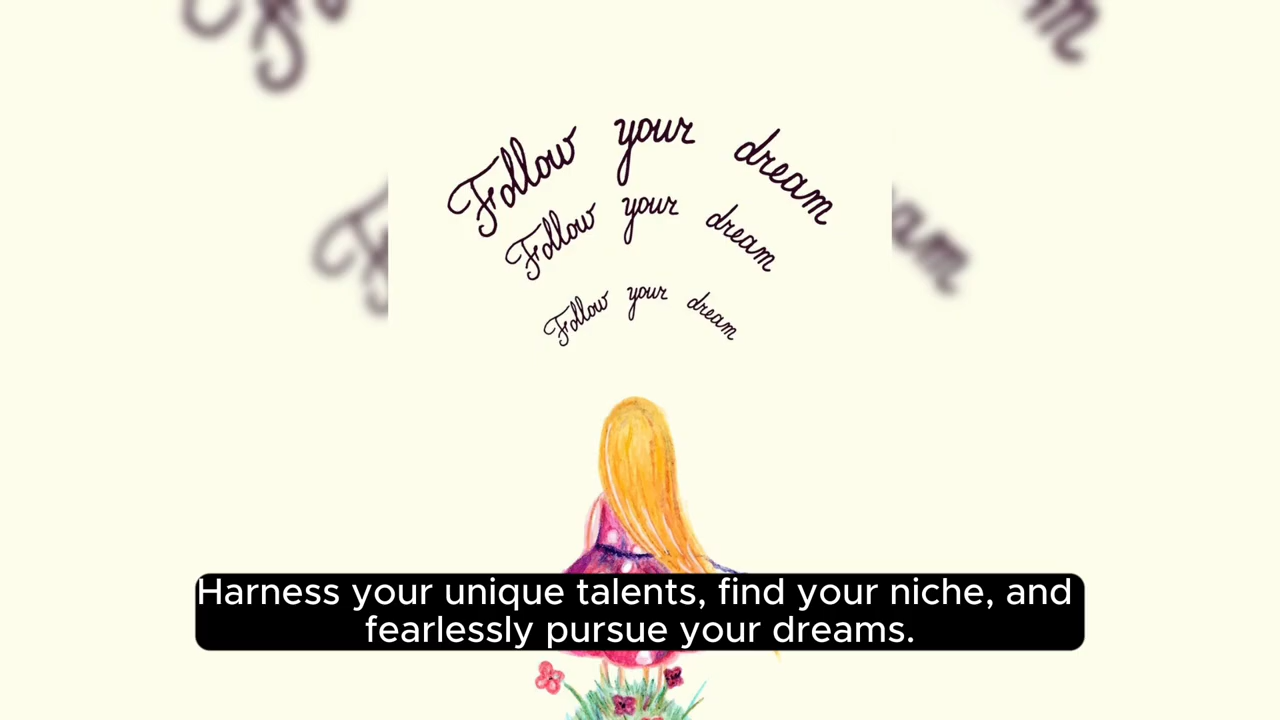 Follow your dream
Follow your dream
Follow your dream
Harness your unique talents, find your niche, and
fearlessly pursue your dreams.